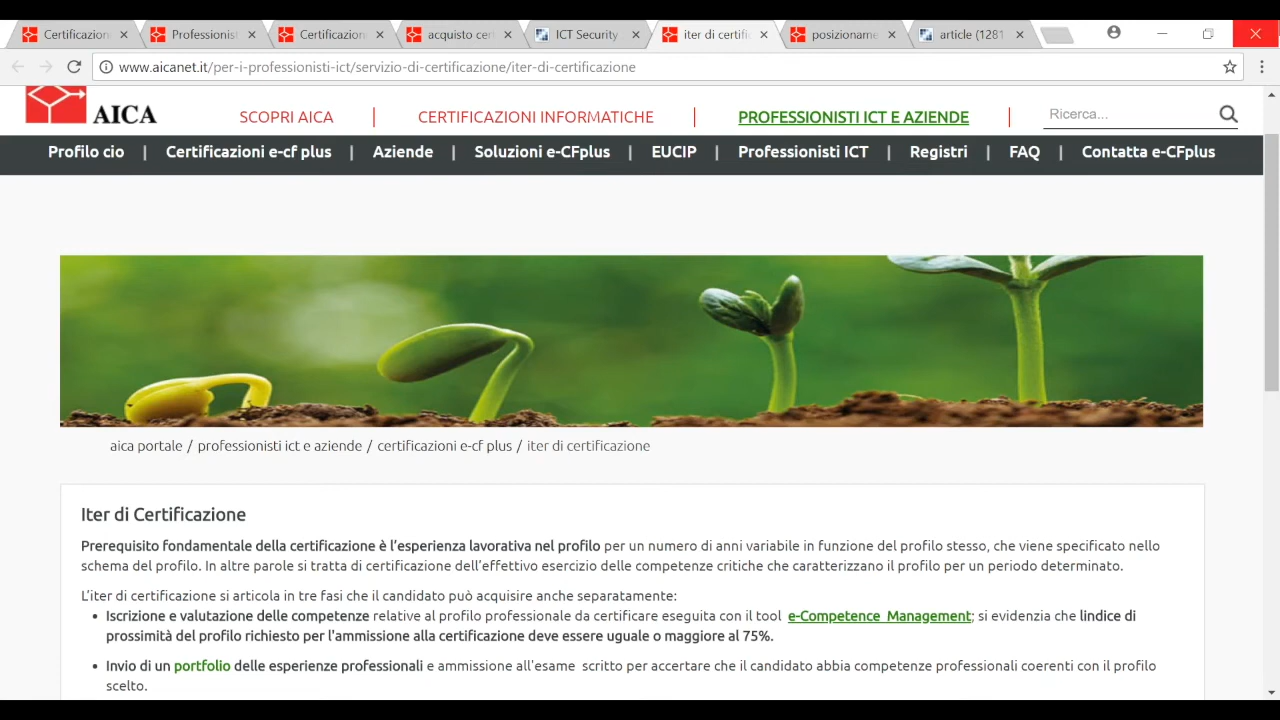 Certificazion
Professionis
Certificazion
acquisto cer
ICT Security
iter di certifi
posizioname
article (1281
www.aicanet.it/per-i-professionisti-ict/servizio-di-certificazione/iter-di-certificazione
AICA
SCOPRI AICA | CERTIFICAZIONI INFORMATICHE | PROFESSIONISTI ICT E AZIENDE |
Ricerca...
Profilo cio | Certificazioni e-cf plus | Aziende | Soluzioni e-CFplus | EUCIP | Professionisti ICT | Registri | FAQ | Contatta e-CFplus
aica portale / professionisti ict e aziende / certificazioni e-cf plus / iter di certificazione
Iter di Certificazione
Prerequisito fondamentale della certificazione è l’esperienza lavorativa nel profilo per un numero di anni variabile in funzione del profilo stesso, che viene specificato nello
schema del profilo. In altre parole si tratta di certificazione dell’effettivo esercizio delle competenze critiche che caratterizzano il profilo per un periodo determinato.
L’iter di certificazione si articola in tre fasi che il candidato può acquisire anche separatamente:
• Iscrizione e valutazione delle competenze relative al profilo professionale da certificare eseguita con il tool e-Competence Management; si evidenzia che lindice di
prossimità del profilo richiesto per l'ammissione alla certificazione deve essere uguale o maggiore al 75%.
• Invio di un portfolio delle esperienze professionali e ammissione all'esame scritto per accertare che il candidato abbia competenze professionali coerenti con il profilo
scelto.